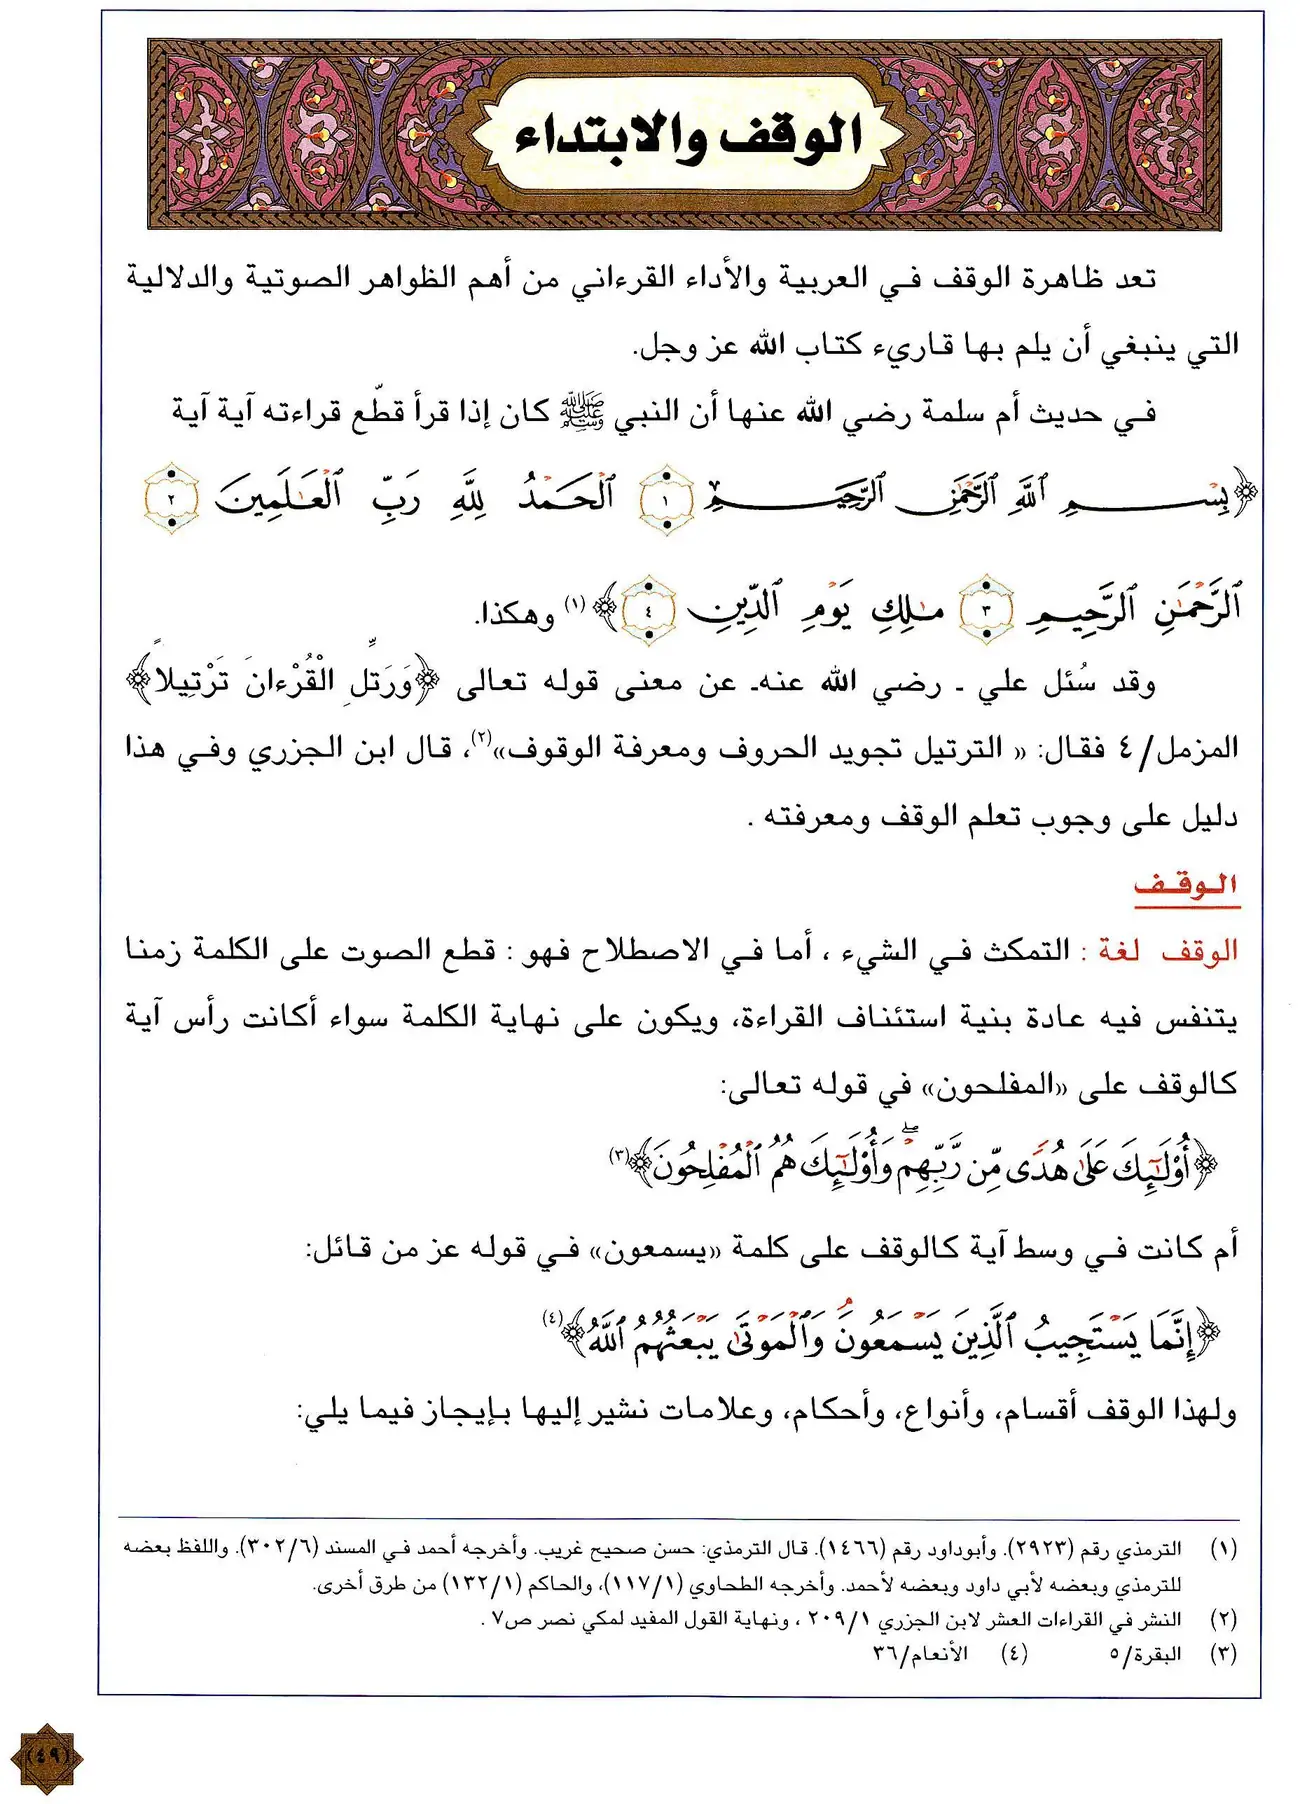 الوقف والابتداء
تعد ظاهرة الوقف في العربية والأداء القرءاني من أهم الظواهر الصوتية والدلالية
التي ينبغي أن يلم بها قاريء كتاب الله عز وجل.
في حديث أم سلمة رضي الله عنها أن النبي ﷺ كان إذا قرأ قطّع قراءته آية آية
﴿بِسْمِ ٱللَّهِ ٱلرَّحْمَٰنِ ٱلرَّحِيمِ ١ ٱلْحَمْدُ لِلَّهِ رَبِّ ٱلْعَٰلَمِينَ ٢
ٱلرَّحْمَٰنِ ٱلرَّحِيمِ ٣ مَٰلِكِ يَوْمِ ٱلدِّينِ ٤﴾ (١) وهكذا.
وقد سُئل علي ـ رضي الله عنه ـ عن معنى قوله تعالى ﴿وَرَتِّلِ الْقُرْءَانَ تَرْتِيلاً﴾
المزمل/٤ فقال: « الترتيل تجويد الحروف ومعرفة الوقوف»(٢)، قال ابن الجزري وفي هذا
دليل على وجوب تعلم الوقف ومعرفته .
الوقف
الوقف لغة : التمكث في الشيء ، أما في الاصطلاح فهو : قطع الصوت على الكلمة زمنا
يتنفس فيه عادة بنية استئناف القراءة، ويكون على نهاية الكلمة سواء أكانت رأس آية
كالوقف على «المفلحون» في قوله تعالى:
﴿أُوْلَٰٓئِكَ عَلَىٰ هُدًى مِّن رَّبِّهِمْۖ وَأُوْلَٰٓئِكَ هُمُ ٱلْمُفْلِحُونَ﴾(٣)
أم كانت في وسط آية كالوقف على كلمة «يسمعون» في قوله عز من قائل:
﴿إِنَّمَا يَسْتَجِيبُ ٱلَّذِينَ يَسْمَعُونَۘ وَٱلْمَوْتَىٰ يَبْعَثُهُمُ ٱللَّهُ﴾(٤)
ولهذا الوقف أقسام، وأنواع، وأحكام، وعلامات نشير إليها بإيجاز فيما يلي:
(١) الترمذي رقم (٢٩٢٣). وأبوداود رقم (١٤٦٦). قال الترمذي: حسن صحيح غريب. وأخرجه أحمد في المسند (٣٠٢/٦). واللفظ بعضه
للترمذي وبعضه لأبي داود وبعضه لأحمد. وأخرجه الطحاوي (١١٧/١)، والحاكم (١٣٢/١) من طرق أخرى.
(٢) النشر في القراءات العشر لابن الجزري ٢٠٩/١ ، ونهاية القول المفيد لمكي نصر ص٧ .
(٣) البقرة/٥ (٤) الأنعام/٣٦
(٤٩)